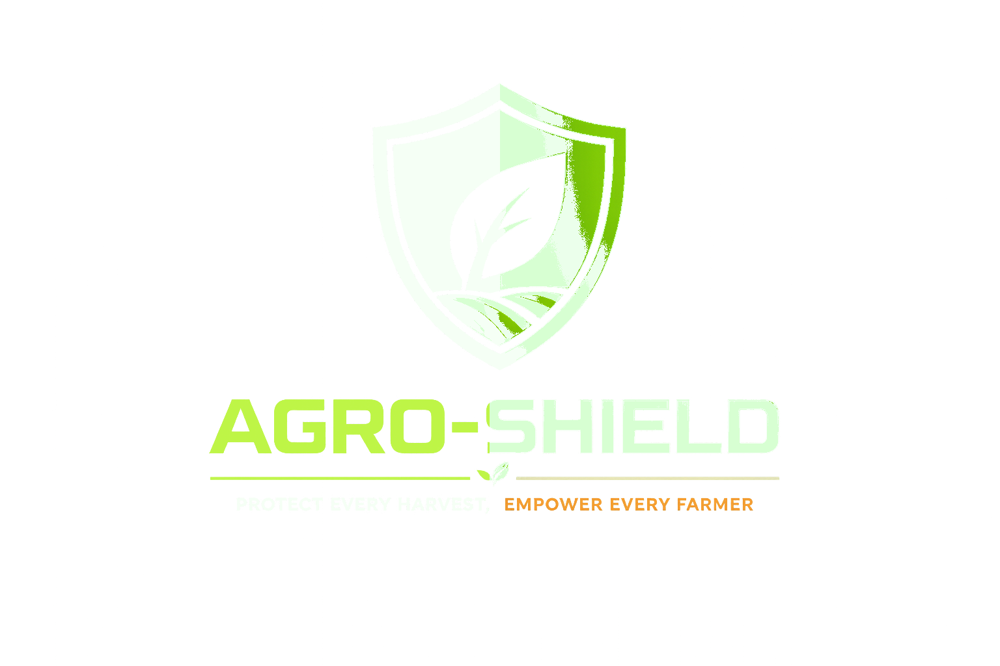 AGRO-SHIELD
PROTECT EVERY HARVEST, EMPOWER EVERY FARMER